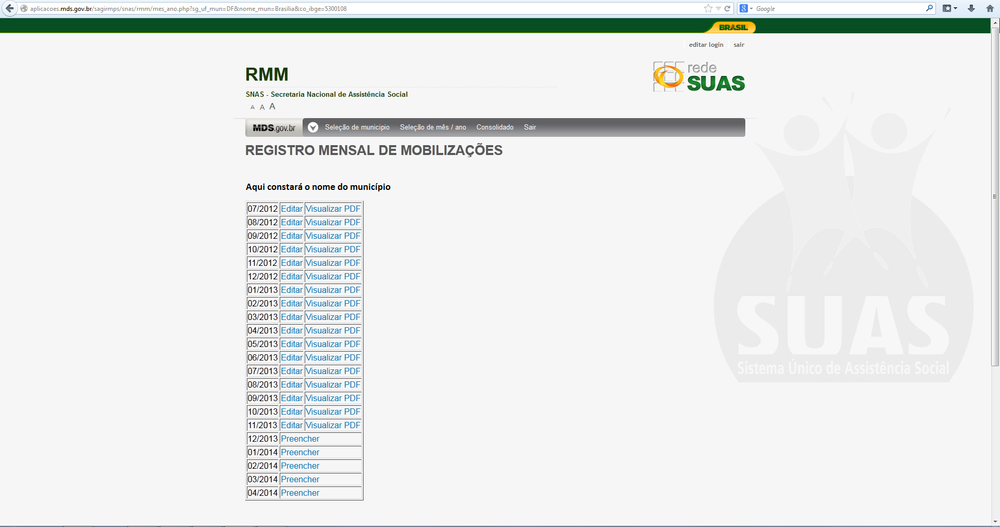 aplicacoes.mds.gov.br/sagirmps/snas/rmm/mes_ano.php?sg_uf_mun=DF&nome_mun=Brasília&co_ibge=5300108
Google
BRASIL
editar login
sair
RMM
rede
SUAS
SNAS - Secretaria Nacional de Assistência Social
A A A
MDS.gov.br Seleção de municipio Seleção de mês / ano Consolidado Sair
REGISTRO MENSAL DE MOBILIZAÇÕES
Aqui constará o nome do município
07/2012 Editar Visualizar PDF
08/2012 Editar Visualizar PDF
09/2012 Editar Visualizar PDF
10/2012 Editar Visualizar PDF
11/2012 Editar Visualizar PDF
12/2012 Editar Visualizar PDF
01/2013 Editar Visualizar PDF
02/2013 Editar Visualizar PDF
03/2013 Editar Visualizar PDF
04/2013 Editar Visualizar PDF
05/2013 Editar Visualizar PDF
06/2013 Editar Visualizar PDF
07/2013 Editar Visualizar PDF
08/2013 Editar Visualizar PDF
09/2013 Editar Visualizar PDF
10/2013 Editar Visualizar PDF
11/2013 Editar Visualizar PDF
12/2013 Preencher
01/2014 Preencher
02/2014 Preencher
03/2014 Preencher
04/2014 Preencher
SUAS
Sistema Único de Assistência Social